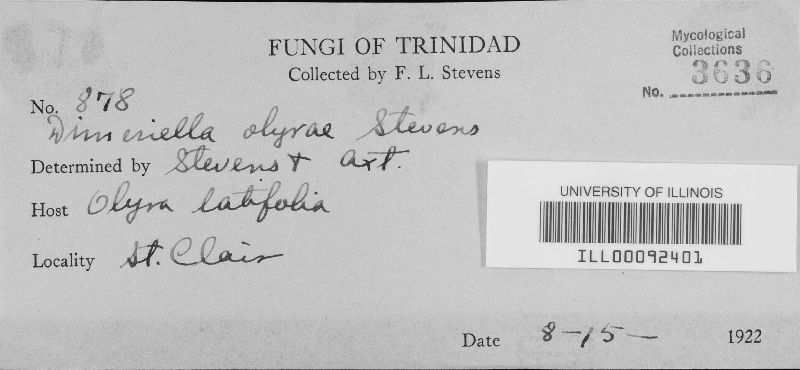 FUNGI OF TRINIDAD
Collected by F. L. Stevens
Mycological
Collections
No. 3636
No. 878
Dimeriella olyrae Stevens
Determined by Stevens + Art.
Host Olyra latifolia
Locality St. Clair
UNIVERSITY OF ILLINOIS
ILL00092401
Date 8-15- 1922